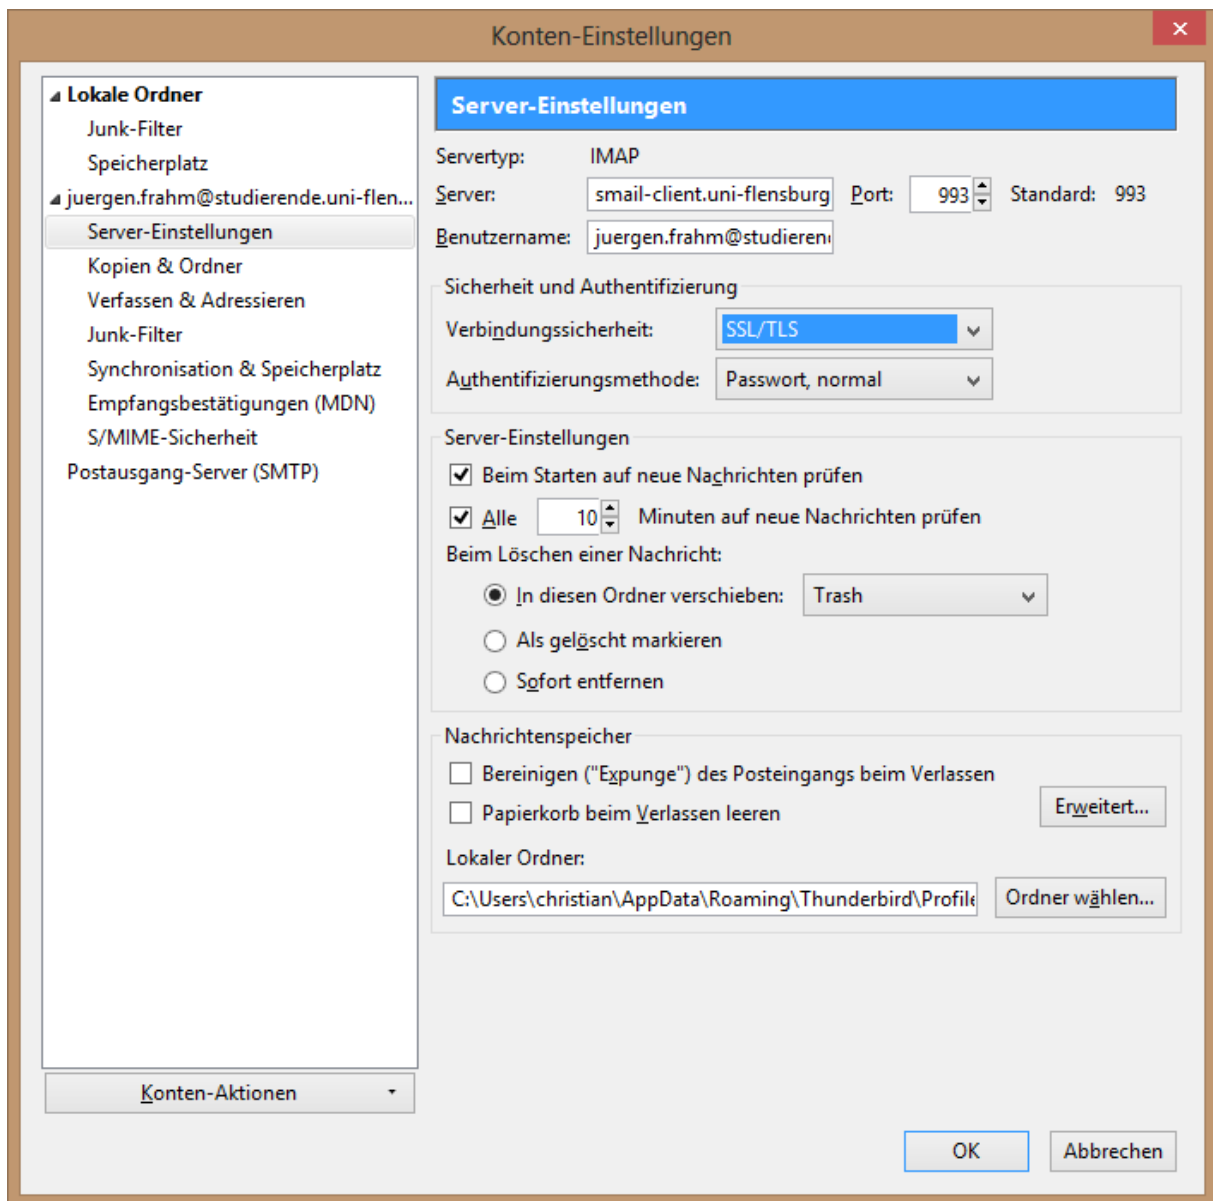 Konten-Einstellungen
Lokale Ordner
Junk-Filter
Speicherplatz
juergen.frahm@studierende.uni-flen...
Server-Einstellungen
Kopien & Ordner
Verfassen & Adressieren
Junk-Filter
Synchronisation & Speicherplatz
Empfangsbestätigungen (MDN)
S/MIME-Sicherheit
Postausgang-Server (SMTP)
Konten-Aktionen
Server-Einstellungen
Servertyp: IMAP
Server: smail-client.uni-flensburg Port: 993 Standard: 993
Benutzername: juergen.frahm@studieren
Sicherheit und Authentifizierung
Verbindungssicherheit: SSL/TLS
Authentifizierungsmethode: Passwort, normal
Server-Einstellungen
Beim Starten auf neue Nachrichten prüfen
Alle 10 Minuten auf neue Nachrichten prüfen
Beim Löschen einer Nachricht:
In diesen Ordner verschieben: Trash
Als gelöscht markieren
Sofort entfernen
Nachrichtenspeicher
Bereinigen ("Expunge") des Posteingangs beim Verlassen
Papierkorb beim Verlassen leeren
Erweitert...
Lokaler Ordner:
C:\Users\christian\AppData\Roaming\Thunderbird\Profile Ordner wählen...
OK Abbrechen